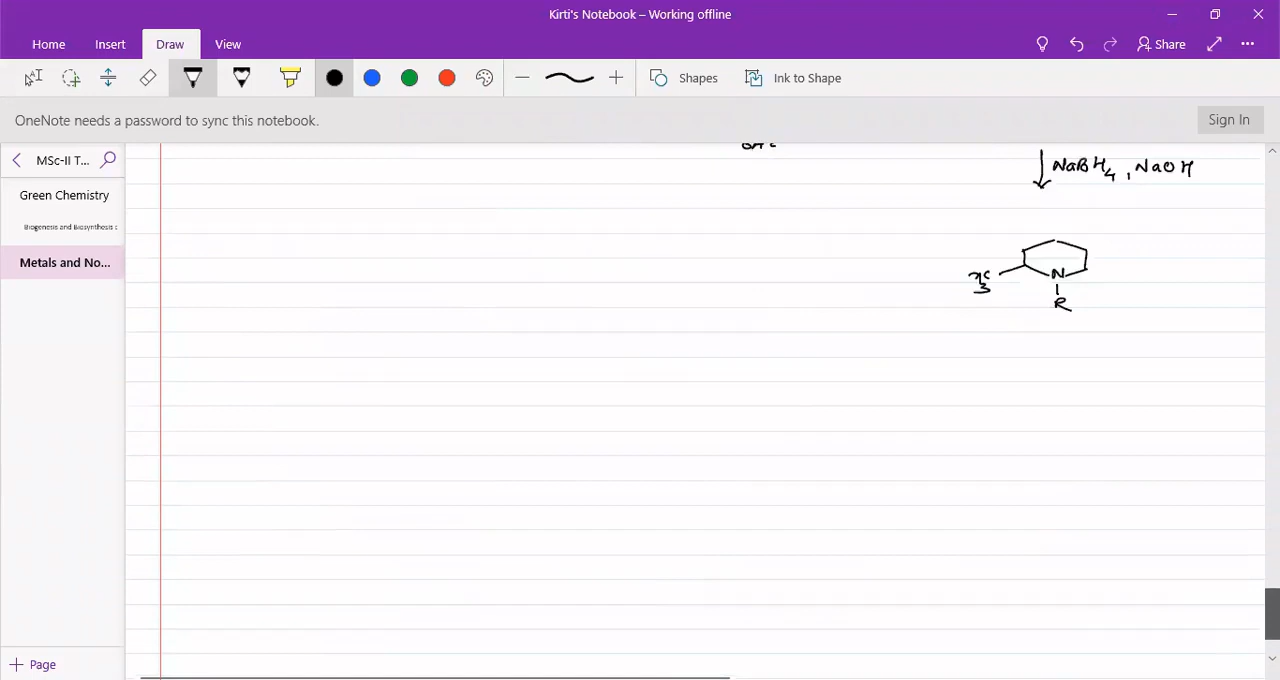 Kirti's Notebook – Working offline
Home Insert Draw View
Share
Shapes Ink to Shape
OneNote needs a password to sync this notebook.
Sign In
MSc-II T...
Green Chemistry
Biogenesis and Biosynthesis
Metals and No...
NaBH4, NaOH
H3C
N
R
Page